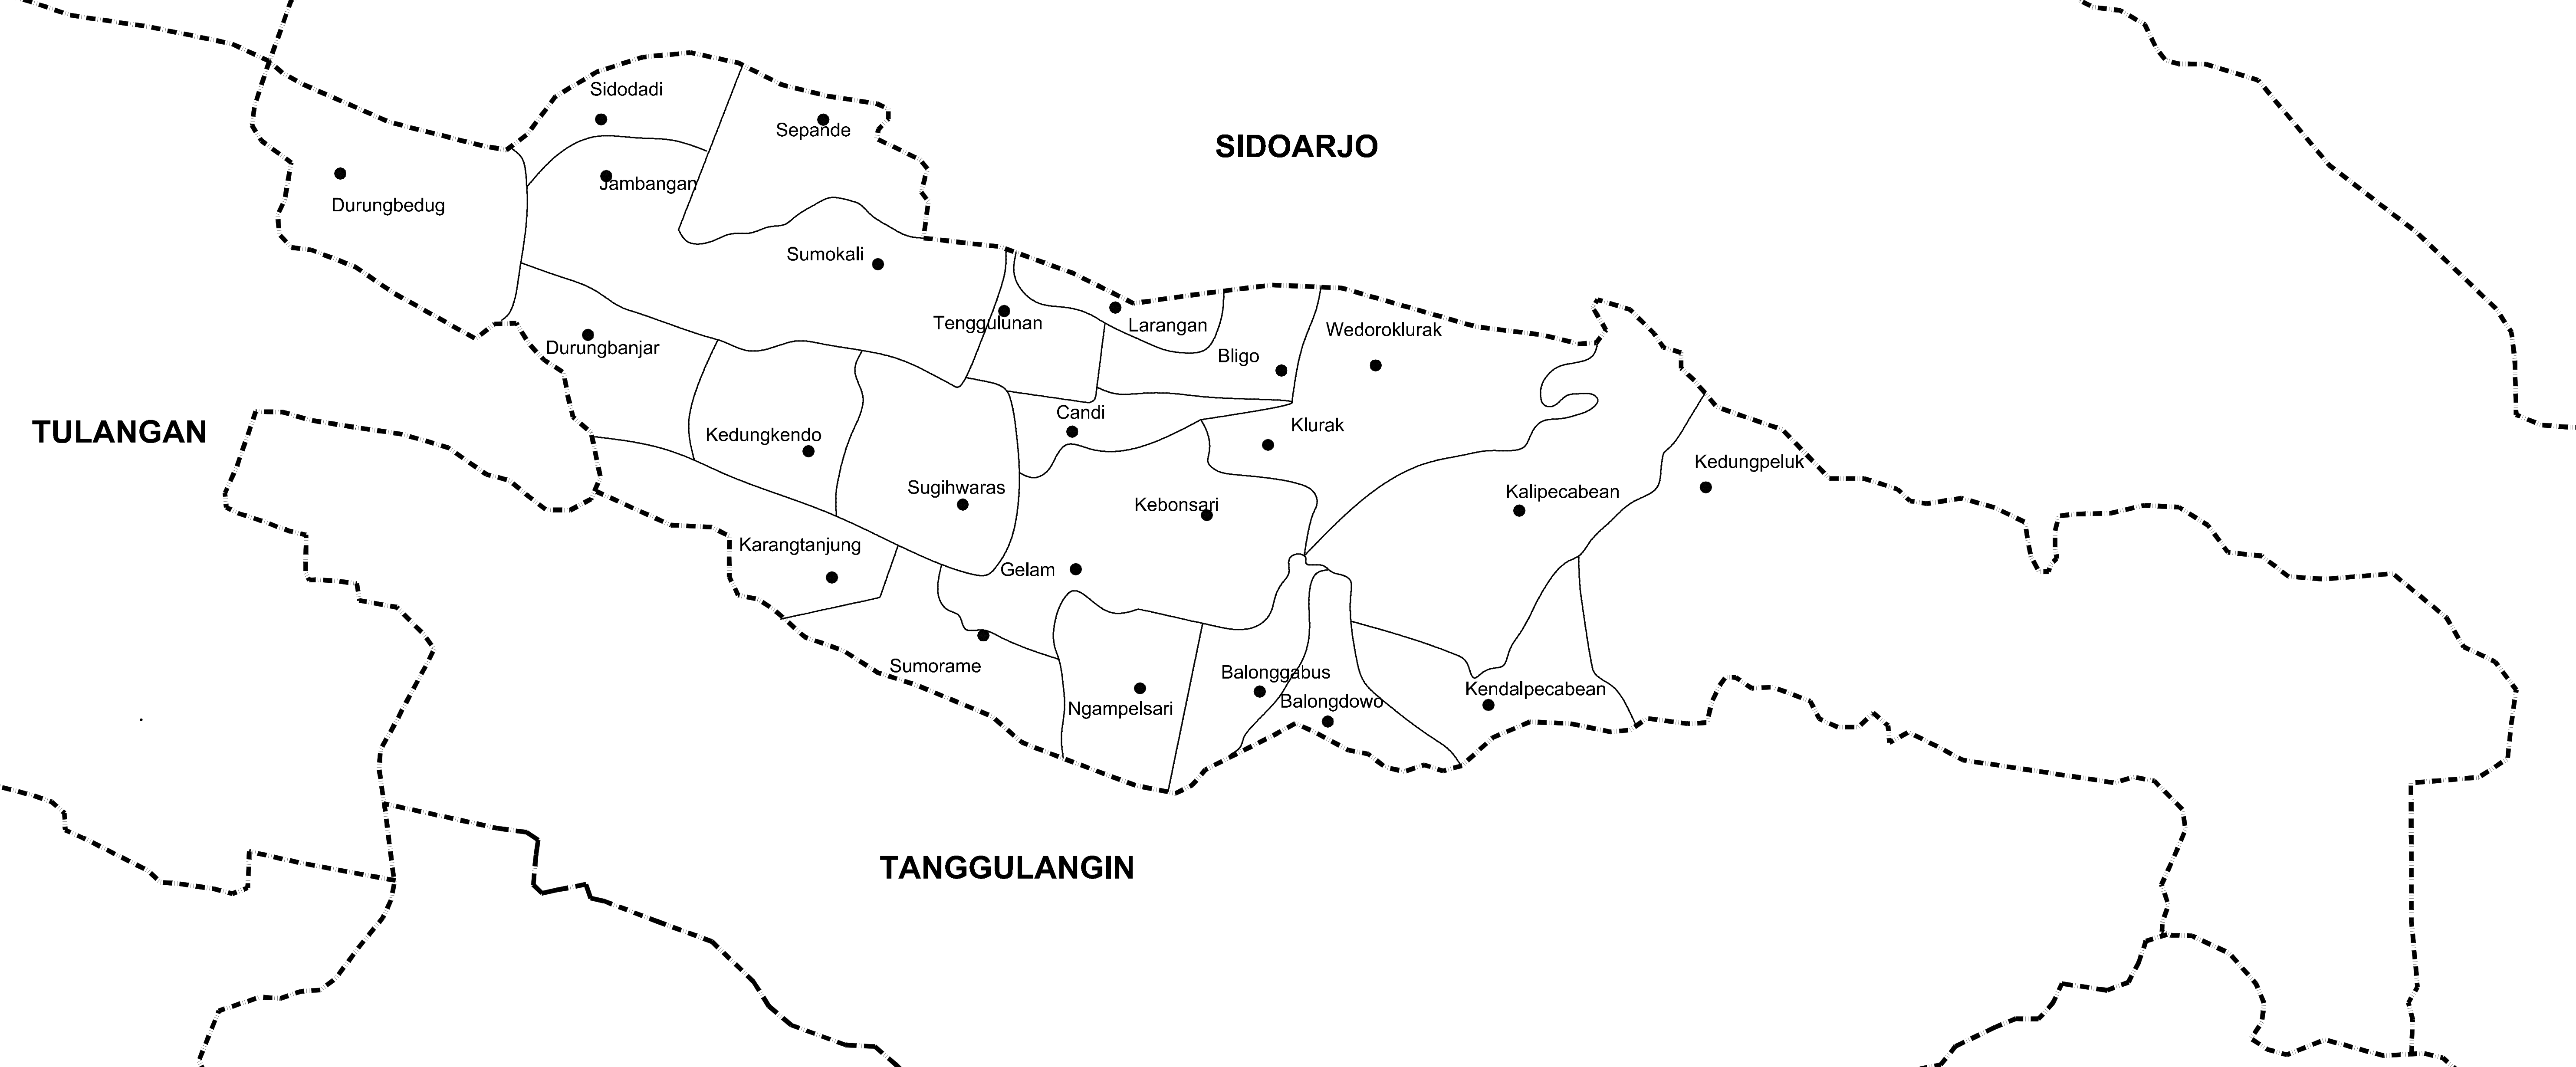 Sidodadi
Sepande
SIDOARJO
Jambangan
Durungbedug
Sumokali
Tenggulunan
Larangan
Wedoroklurak
Durungbanjar
Bligo
Candi
Klurak
TULANGAN
Kedungkendo
Kedungpeluk
Sugihwaras
Kalipecabean
Kebonsari
Karangtanjung
Gelam
Sumorame
Balonggabus
Kendalpecabean
Balongdowo
Ngampelsari
TANGGULANGIN